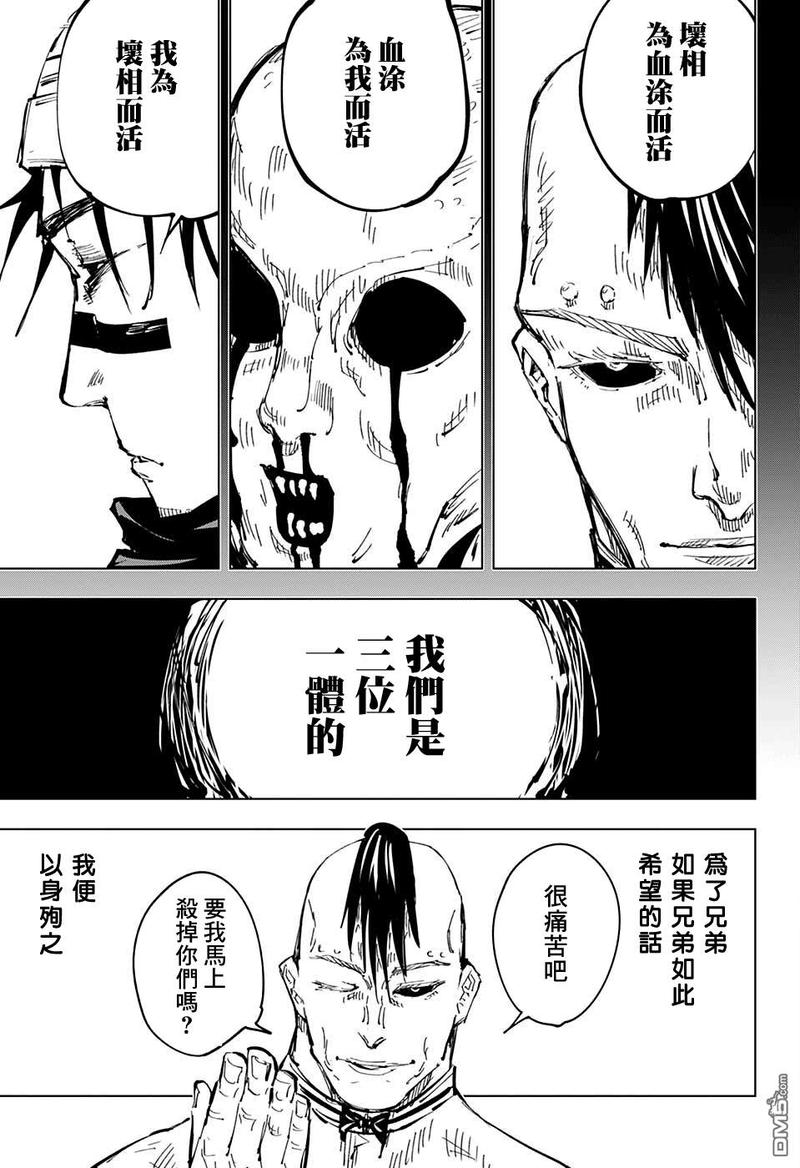 壞相
為血涂而活
血涂
為我而活
我為
壞相而活
我們是
三位
一體的
為了兄弟
如果兄弟如此
希望的話
很痛苦吧
要我馬上
殺掉你們嗎?
我便
以身殉之
DM5.com